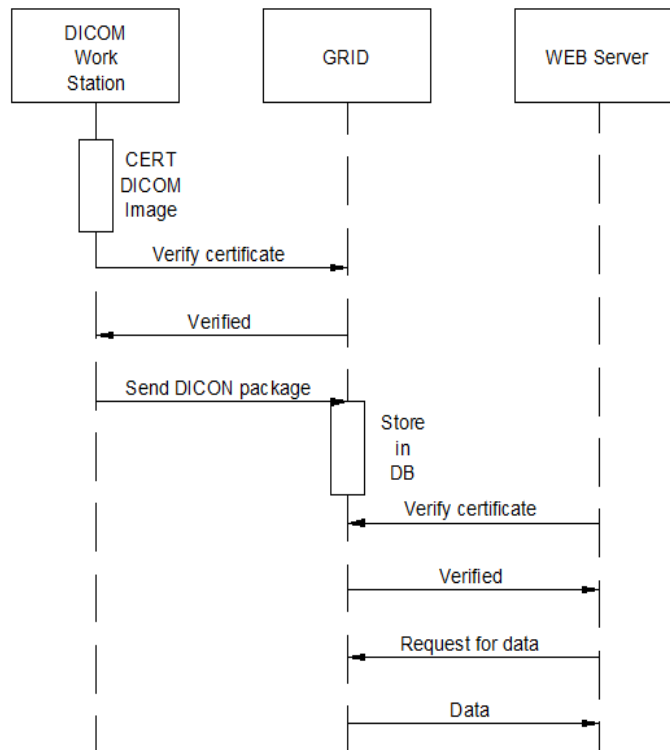 DICOM
Work
Station
GRID
WEB Server
CERT
DICOM
Image
Verify certificate
Verified
Send DICON package
Store
in
DB
Verify certificate
Verified
Request for data
Data